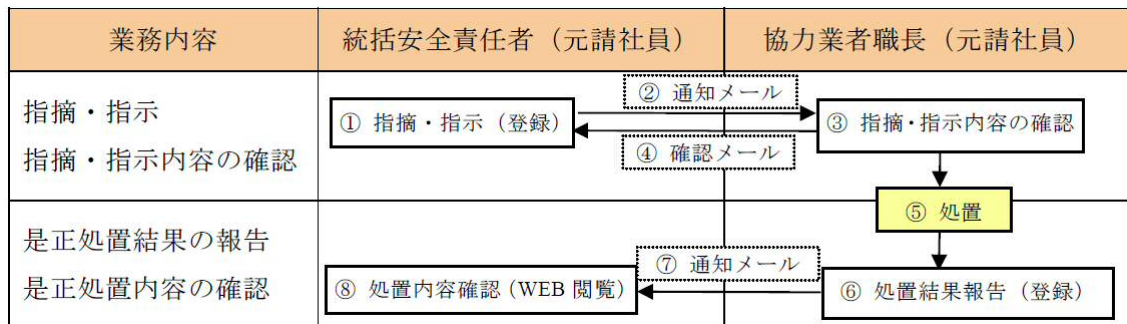 業務内容
統括安全責任者（元請社員）
協力業者職長（元請社員）
指摘・指示
指摘・指示内容の確認
① 指摘・指示（登録）
② 通知メール
③ 指摘・指示内容の確認
④ 確認メール
⑤ 処置
是正処置結果の報告
是正処置内容の確認
⑦ 通知メール
⑧ 処置内容確認（WEB 閲覧）
⑥ 処置結果報告（登録）